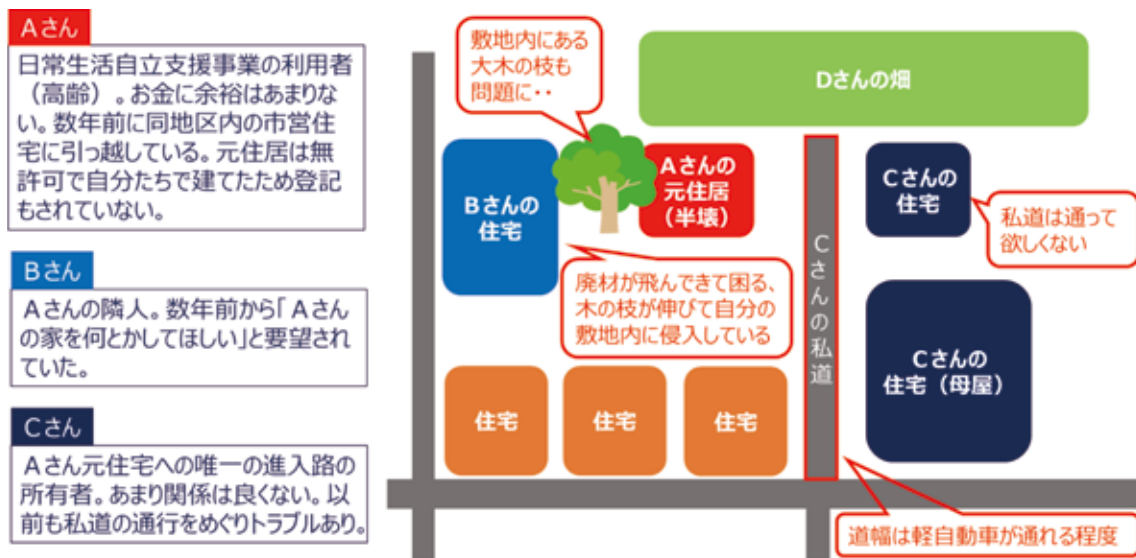 Aさん
日常生活自立支援事業の利用者
（高齢）。お金に余裕はあまりな
い。数年前に同地区内の市営住
宅に引っ越している。元住居は無
許可で自分たちで建てたため登記
もされていない。
Bさん
Aさんの隣人。数年前から「Aさん
の家を何とかしてほしい」と要望され
ていた。
Cさん
Aさん元住宅への唯一の進入路の
所有者。あまり関係は良くない。以
前も私道の通行をめぐりトラブルあり。
敷地内にある
大木の枝も
問題に・・
Dさんの畑
Bさんの
住宅
Aさんの
元住居
（半壊）
Cさんの私道
Cさんの
住宅
私道は通って
欲しくない
廃材が飛んできて困る、
木の枝が伸びて自分の
敷地内に侵入している
Cさんの
住宅（母屋）
住宅
住宅
住宅
道幅は軽自動車が通れる程度